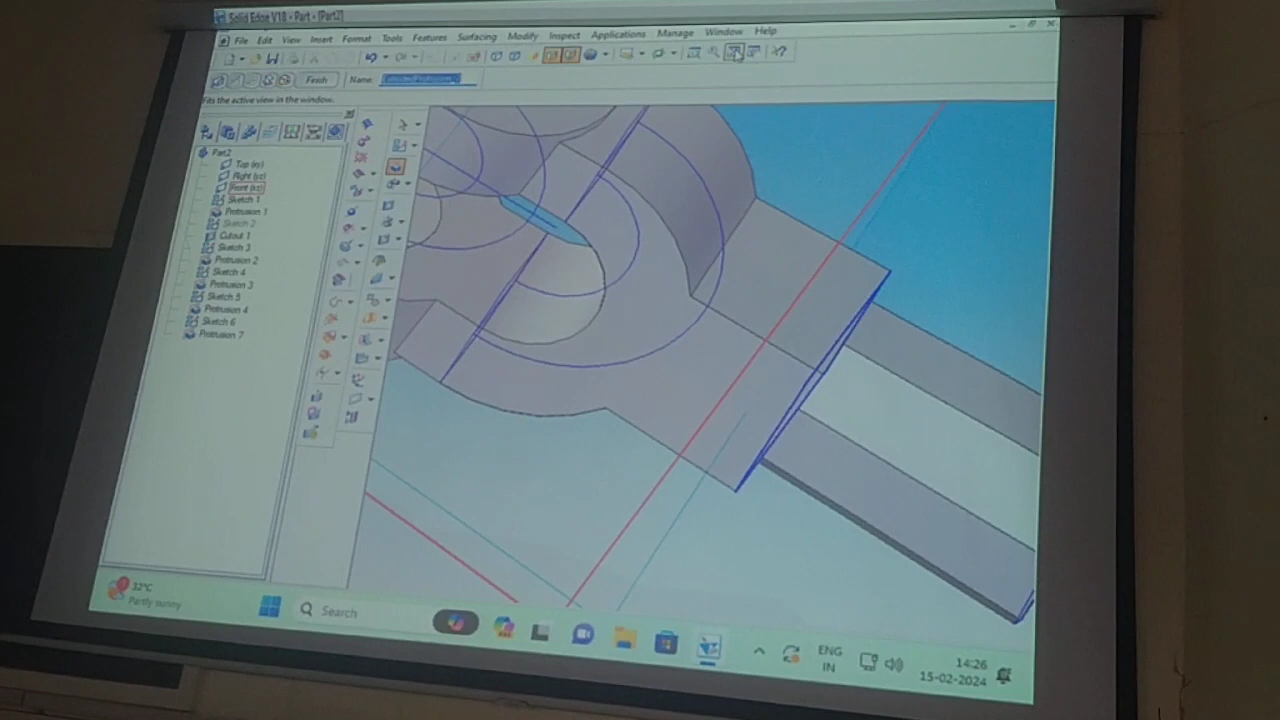 Solid Edge V18 - Part - [Part2]
File Edit View Insert Format Tools Features Surfacing Modify Inspect Applications Manage Window Help
Finish Name:
Fits the active view in the window.
Part2
Top (xy)
Right (yz)
Front (xz)
Sketch 1
Protrusion 1
Sketch 2
Cutout 1
Sketch 3
Protrusion 2
Sketch 4
Protrusion 3
Sketch 5
Protrusion 4
Sketch 6
Protrusion 7
32°C
Partly sunny
Search
ENG
IN
14:26
15-02-2024